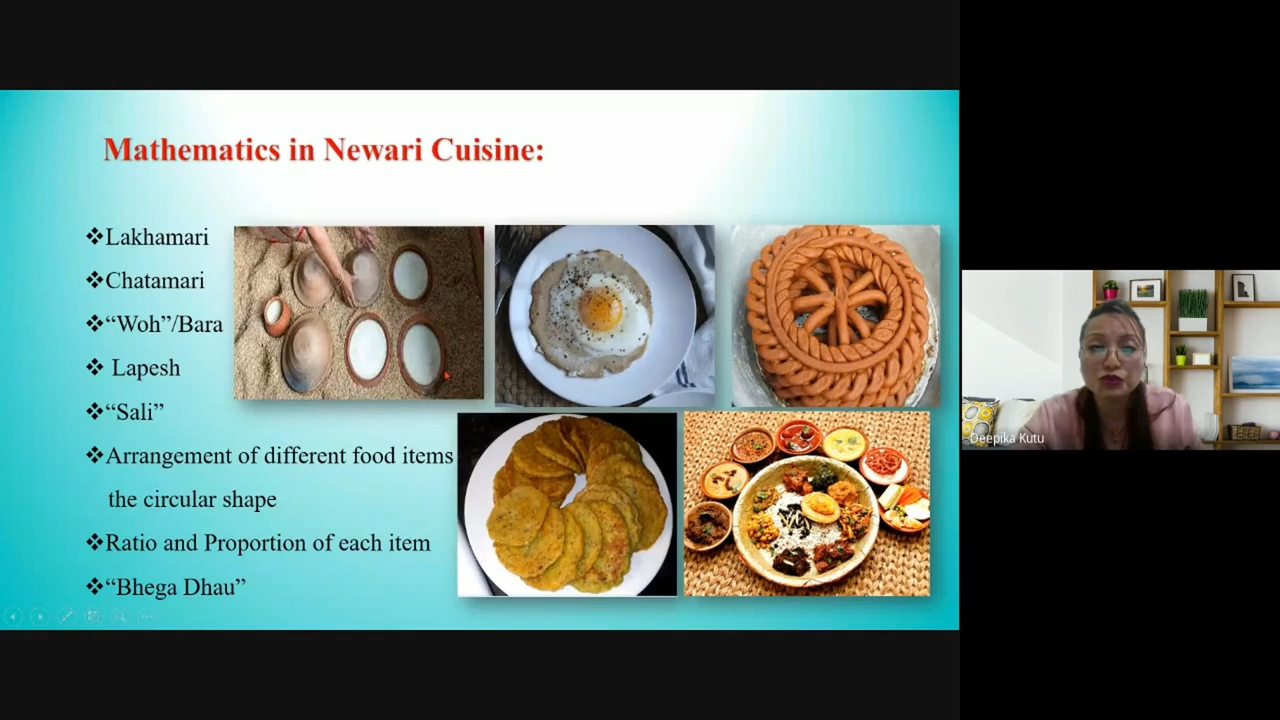 Mathematics in Newari Cuisine:
❖Lakhamari
❖Chatamari
❖“Woh”/Bara
❖ Lapesh
❖“Sali”
❖Arrangement of different food items
the circular shape
❖Ratio and Proportion of each item
❖“Bhega Dhau”
Deepika Kutu